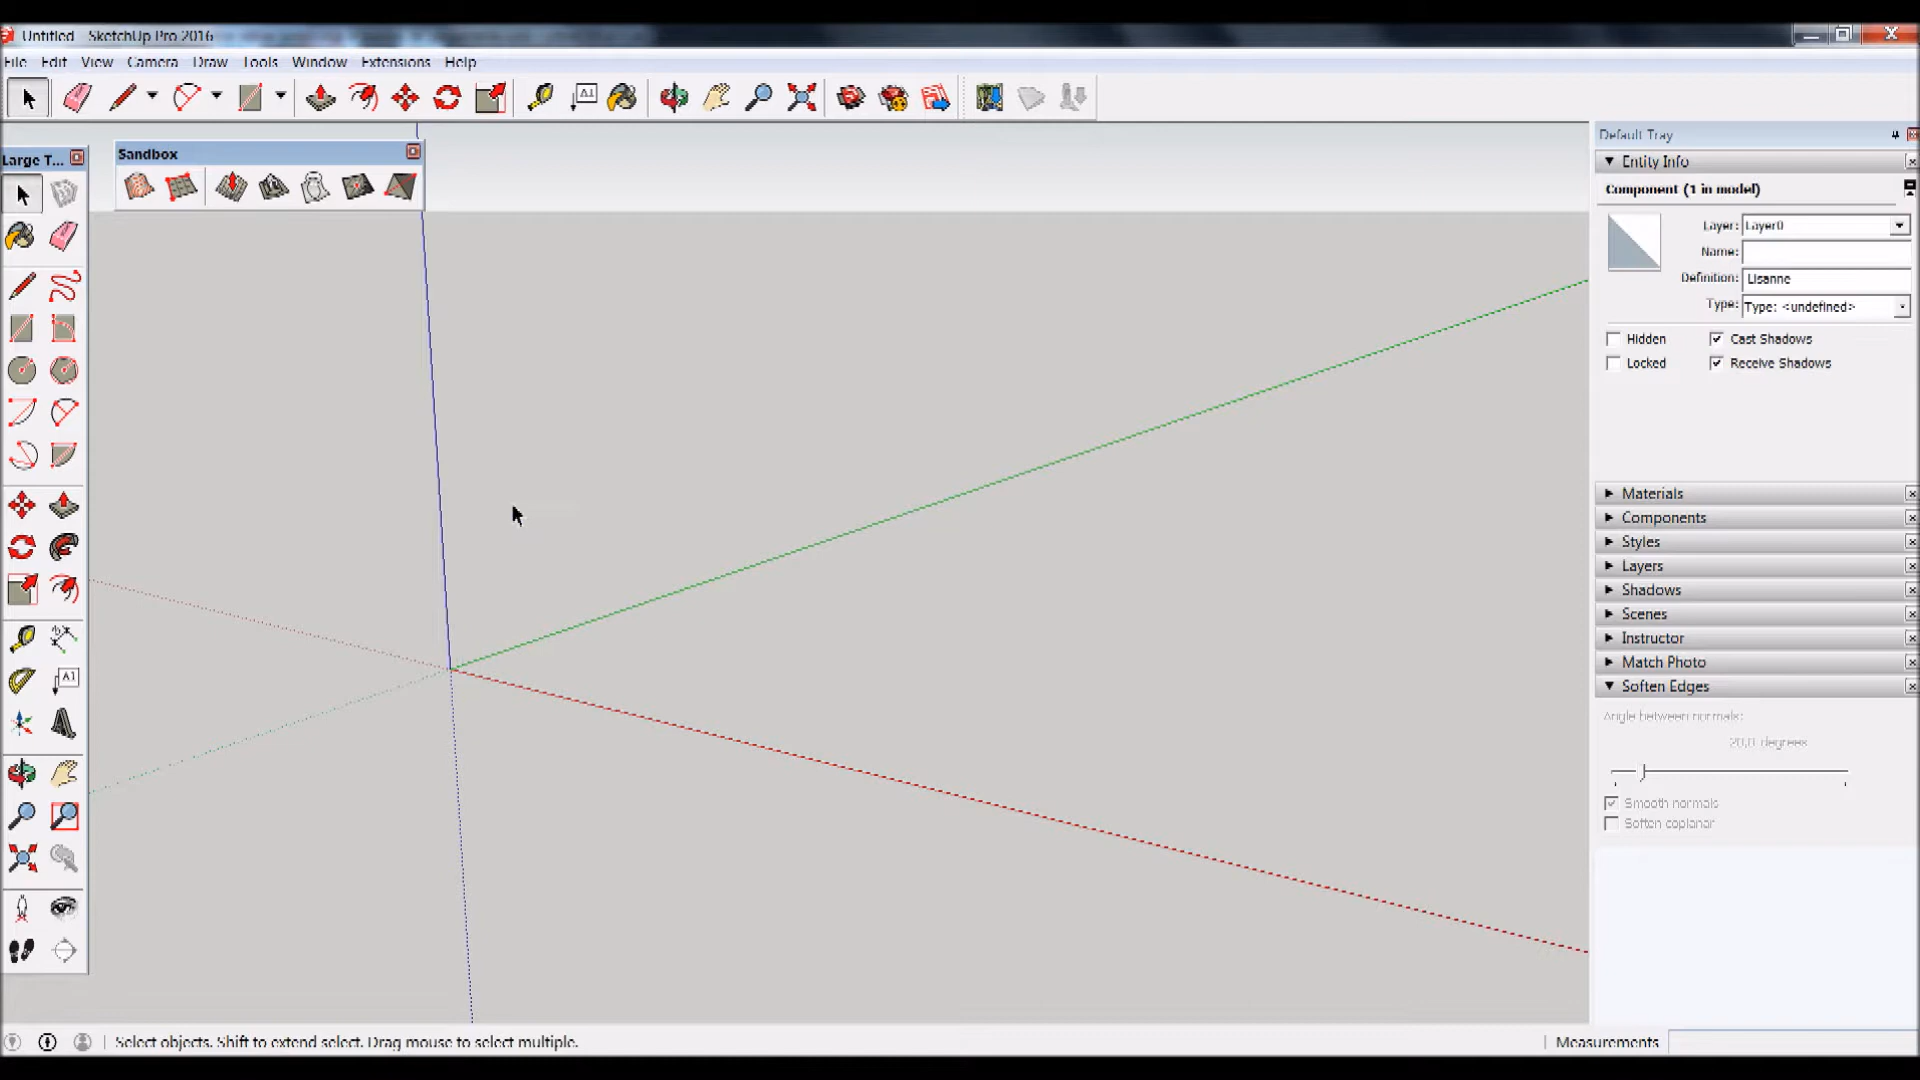 Untitled - SketchUp Pro 2016
File Edit View Camera Draw Tools Window Extensions Help
Large T...
Sandbox
Default Tray
Entity Info
Component (1 in model)
Layer: Layer0
Name:
Definition: Lisanne
Type: Type: <undefined>
Hidden Cast Shadows
Locked Receive Shadows
Materials
Components
Styles
Layers
Shadows
Scenes
Instructor
Match Photo
Soften Edges
Angle between normals:
20,0 degrees
Smooth normals
Soften coplanar
Select objects. Shift to extend select. Drag mouse to select multiple.
Measurements